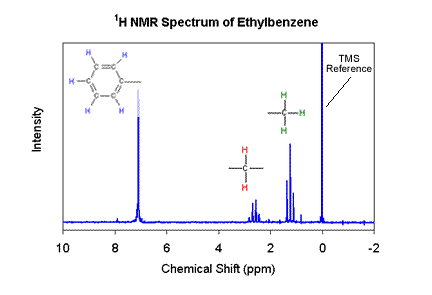 ¹H NMR Spectrum of Ethylbenzene
H
H
H
H
H
H
C
H
H
C
H
H
TMS
Reference
Intensity
10 8 6 4 2 0 -2
Chemical Shift (ppm)